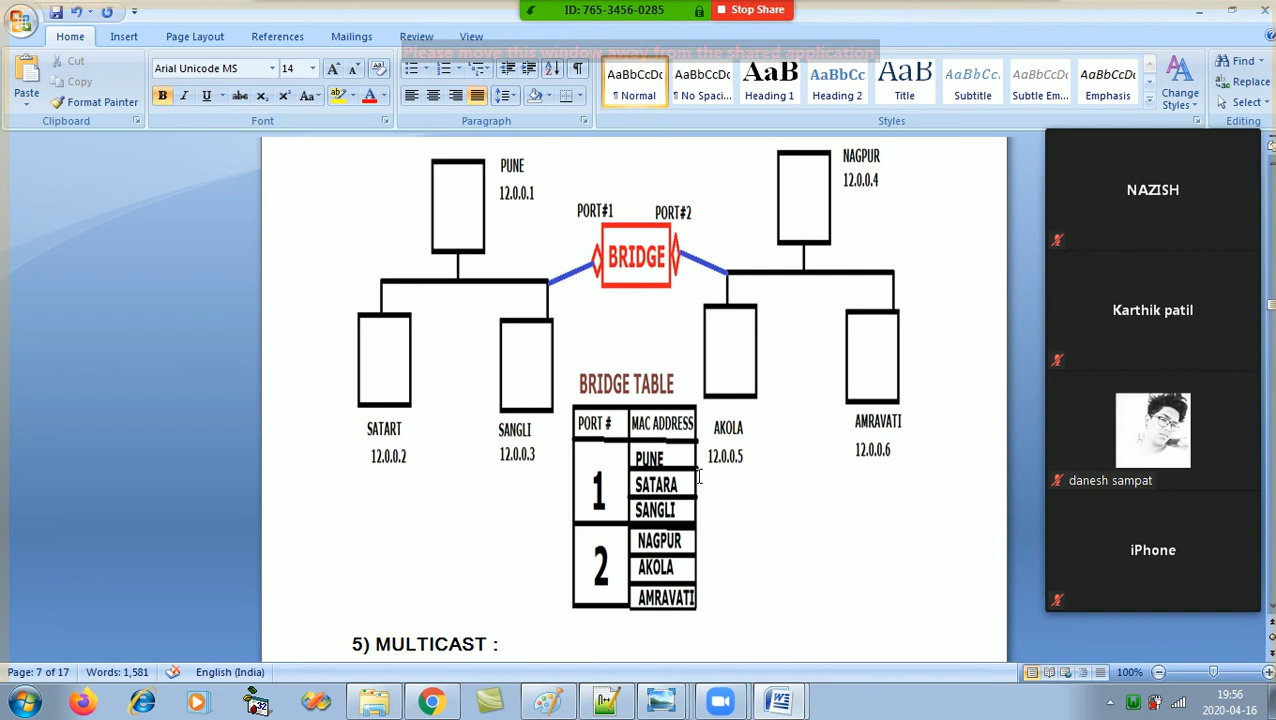 ID: 765-3456-0285
Stop Share
Home
Insert
Page Layout
References
Mailings
Review
View
Please move this window away from the shared application
Paste
Cut
Copy
Format Painter
Clipboard
Arial Unicode MS
14
Font
Paragraph
AaBbCcDc
¶ Normal
AaBbCcDc
¶ No Spaci...
AaB
Heading 1
AaBbCc
Heading 2
AaB
Title
AaBbCc.
Subtitle
AaBbCcDc
Subtle Em...
AaBbCcDc
Emphasis
Change
Styles
Styles
Find
Replace
Select
Editing
PUNE
12.0.0.1
NAGPUR
12.0.0.4
PORT#1
PORT#2
BRIDGE
SATART
12.0.0.2
SANGLI
12.0.0.3
AKOLA
12.0.0.5
AMRAVATI
12.0.0.6
BRIDGE TABLE
PORT # MAC ADDRESS
1
PUNE
SATARA
SANGLI
2
NAGPUR
AKOLA
AMRAVATI
5) MULTICAST :
NAZISH
Karthik patil
danesh sampat
iPhone
Page: 7 of 17
Words: 1,581
English (India)
100%
19:56
2020-04-16